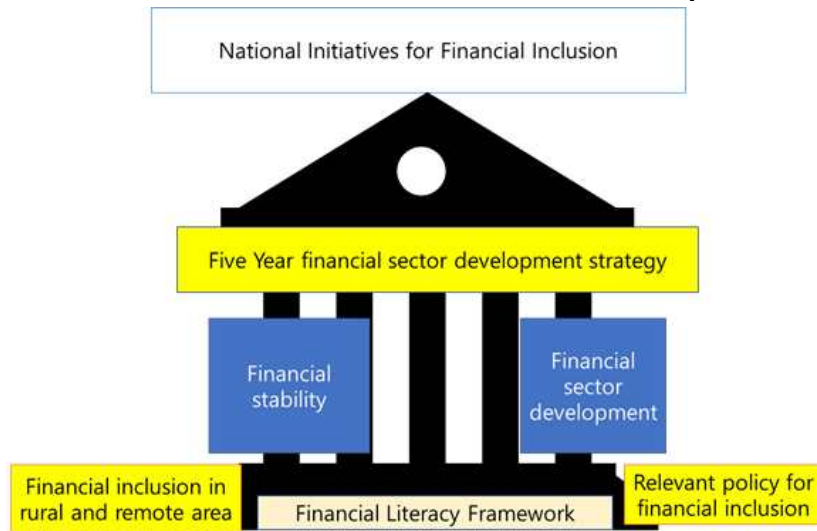 National Initiatives for Financial Inclusion
Five Year financial sector development strategy
Financial
stability
Financial
sector
development
Financial inclusion in
rural and remote area
Financial Literacy Framework
Relevant policy for
financial inclusion